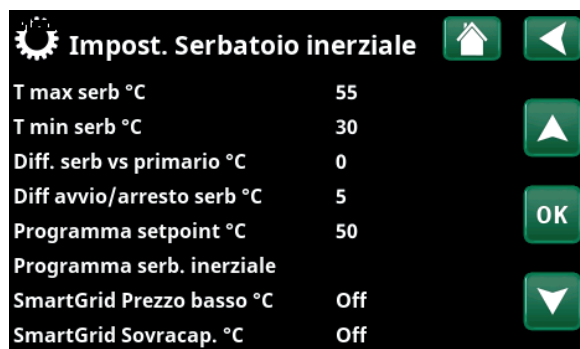 Impost. Serbatoio inerziale
T max serb °C 55
T min serb °C 30
Diff. serb vs primario °C 0
Diff avvio/arresto serb °C 5
OK
Programma setpoint °C 50
Programma serb. inerziale
SmartGrid Prezzo basso °C Off
SmartGrid Sovracap. °C Off